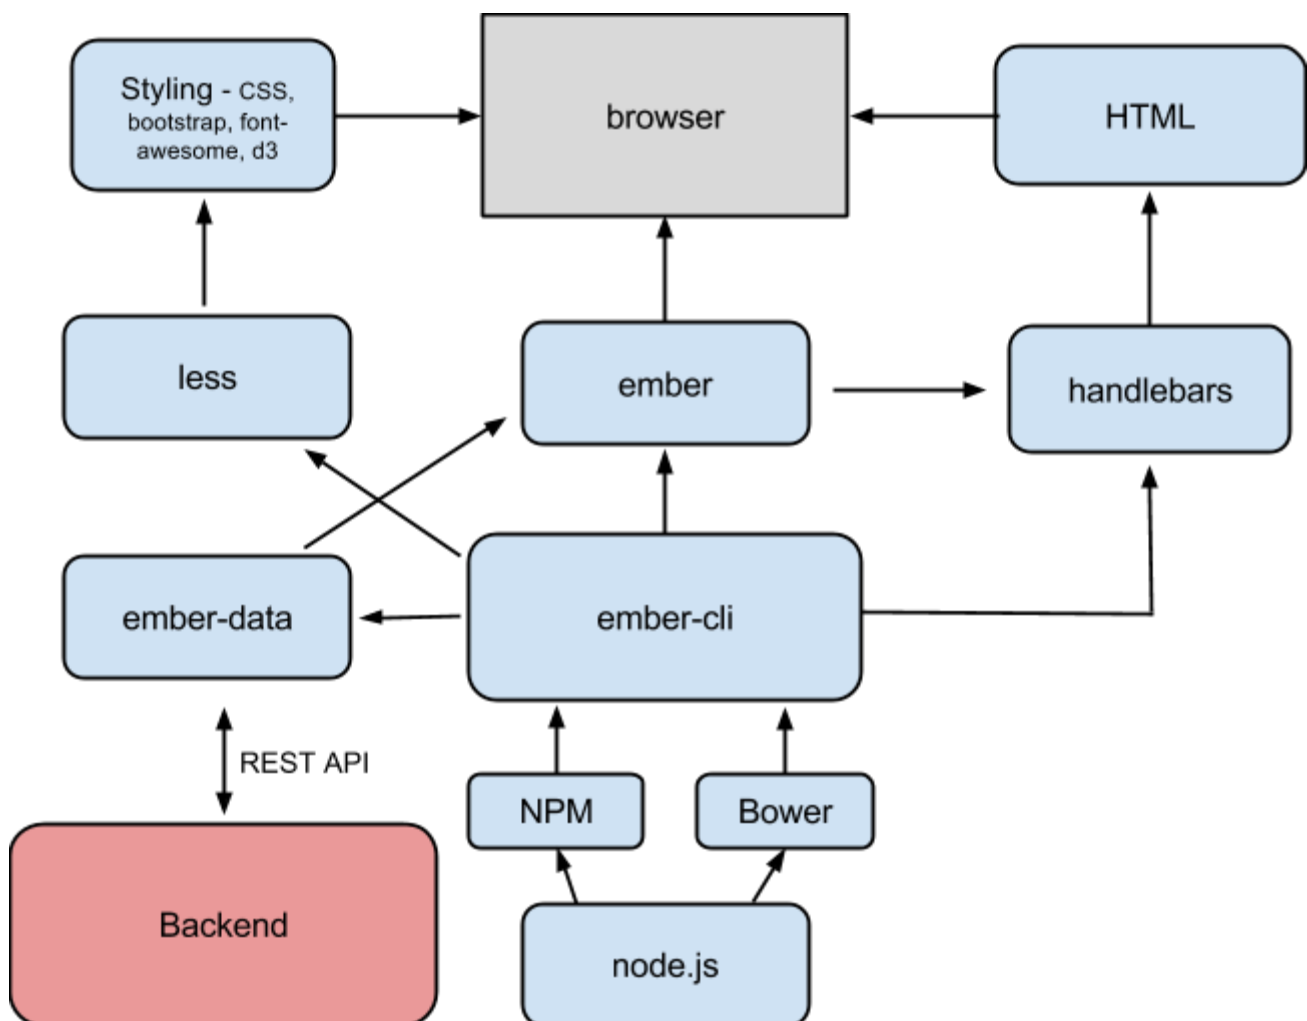 Styling - CSS,
bootstrap, font-
awesome, d3
browser
HTML
less
ember
handlebars
ember-data
ember-cli
REST API
NPM
Bower
Backend
node.js